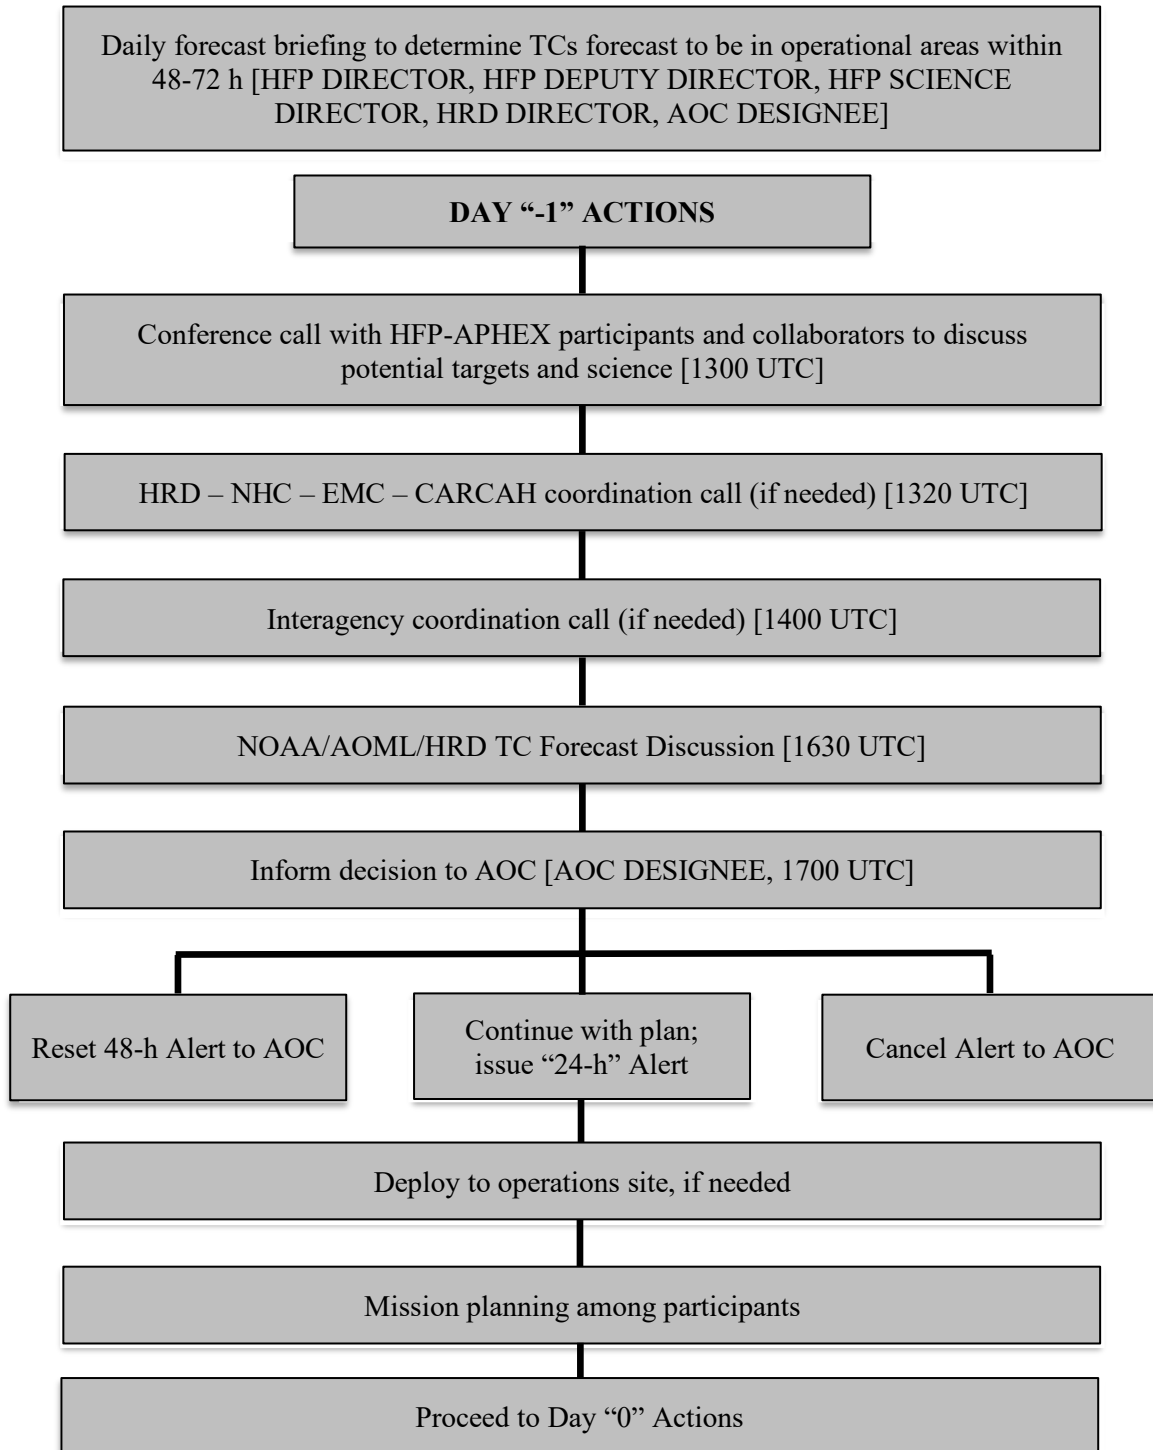 Daily forecast briefing to determine TCs forecast to be in operational areas within
48-72 h [HFP DIRECTOR, HFP DEPUTY DIRECTOR, HFP SCIENCE
DIRECTOR, HRD DIRECTOR, AOC DESIGNEE]
DAY “-1” ACTIONS
Conference call with HFP-APHEX participants and collaborators to discuss
potential targets and science [1300 UTC]
HRD – NHC – EMC – CARCAH coordination call (if needed) [1320 UTC]
Interagency coordination call (if needed) [1400 UTC]
NOAA/AOML/HRD TC Forecast Discussion [1630 UTC]
Inform decision to AOC [AOC DESIGNEE, 1700 UTC]
Reset 48-h Alert to AOC
Continue with plan;
issue “24-h” Alert
Cancel Alert to AOC
Deploy to operations site, if needed
Mission planning among participants
Proceed to Day “0” Actions